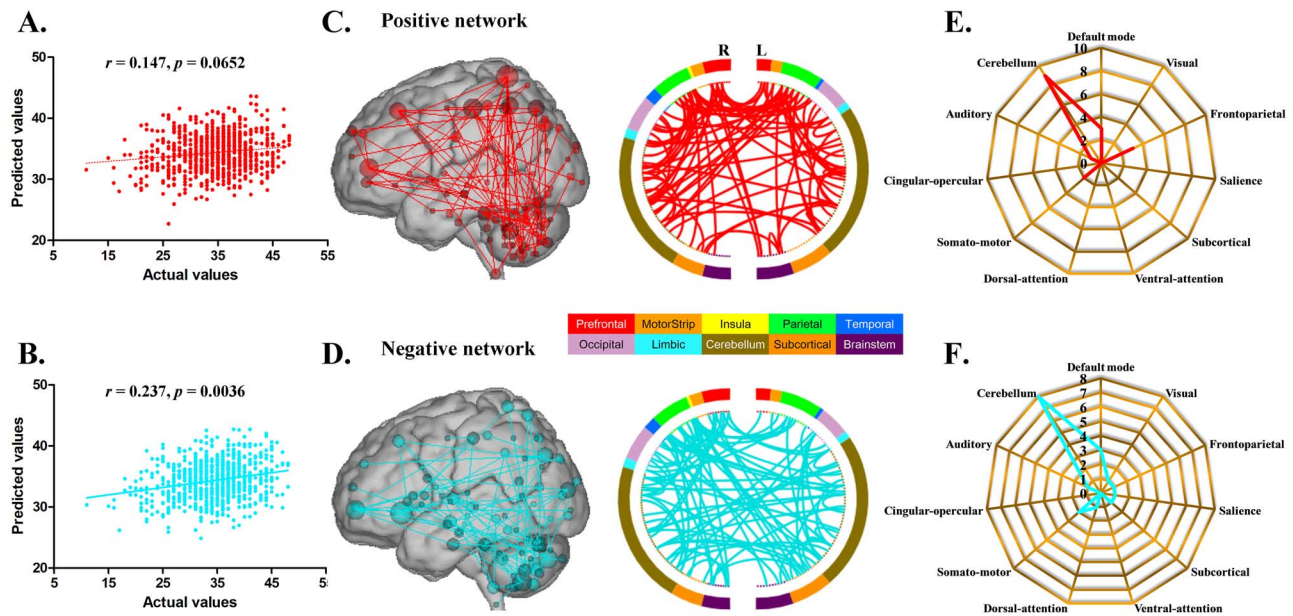 A.
r = 0.147, p = 0.0652
Predicted values
50
40
30
20
5 15 25 35 45 55
Actual values
C. Positive network
R L
E.
Default mode
Visual
Frontoparietal
Salience
Subcortical
Ventral-attention
Dorsal-attention
Somato-motor
Cingular-opercular
Auditory
Cerebellum
10
8
6
4
2
0
Prefrontal MotorStrip Insula Parietal Temporal
Occipital Limbic Cerebellum Subcortical Brainstem
B.
r = 0.237, p = 0.0036
Predicted values
50
40
30
20
5 15 25 35 45 5
Actual values
D. Negative network
F.
Default mode
Visual
Frontoparietal
Salience
Subcortical
Ventral-attention
Dorsal-attention
Somato-motor
Cingular-opercular
Auditory
Cerebellum
8
7
6
5
4
3
2
1
0